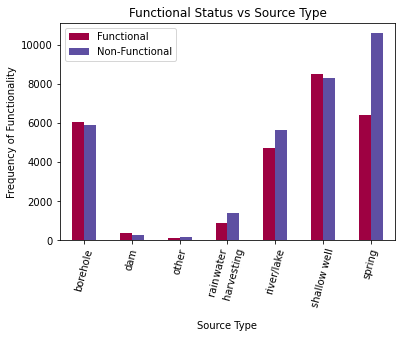 Functional Status vs Source Type
Functional
Non-Functional
Frequency of Functionality
10000
8000
6000
4000
2000
0
borehole
dam
other
rainwater
harvesting
river/lake
shallow well
spring
Source Type